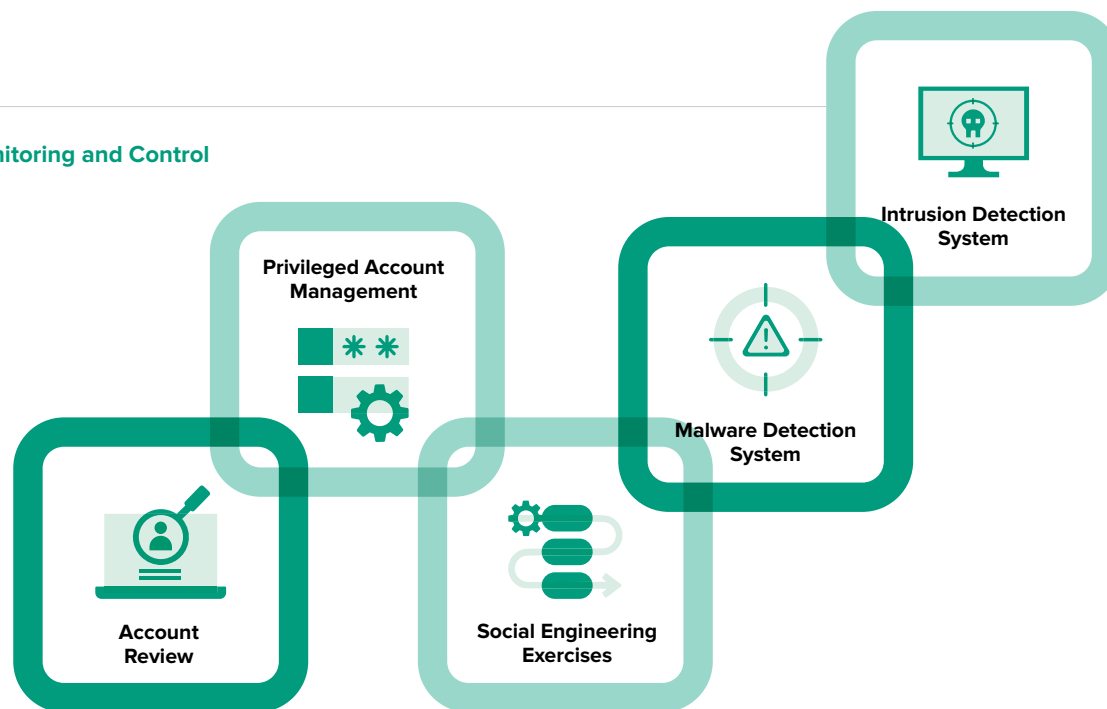 nitoring and Control
Intrusion Detection
System
Privileged Account
Management
Malware Detection
System
Account
Review
Social Engineering
Exercises